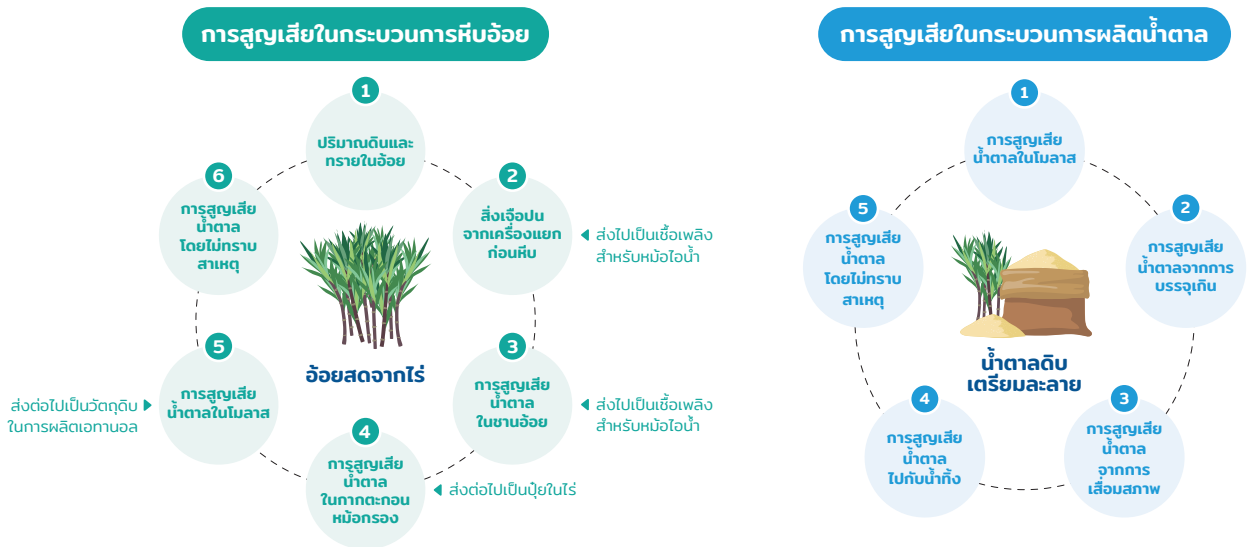 การสูญเสียในกระบวนการหีบอ้อย
1
ปริมาณดินและ
ทรายในอ้อย
2
สิ่งเจือปน
จากเครื่องแยก
ก่อนหีบ
ส่งไปเป็นเชื้อเพลิง
สำหรับหม้อไอน้ำ
3
การสูญเสีย
น้ำตาล
ในชานอ้อย
ส่งไปเป็นเชื้อเพลิง
สำหรับหม้อไอน้ำ
4
การสูญเสีย
น้ำตาล
ในกากตะกอน
หม้อกรอง
ส่งต่อไปเป็นปุ๋ยในไร่
5
การสูญเสีย
น้ำตาลในโมลาส
ส่งต่อไปเป็นวัตถุดิบ
ในการผลิตเอทานอล
6
การสูญเสีย
น้ำตาล
โดยไม่ทราบ
สาเหตุ
อ้อยสดจากไร่
การสูญเสียในกระบวนการผลิตน้ำตาล
1
การสูญเสีย
น้ำตาลในโมลาส
2
การสูญเสีย
น้ำตาลจากการ
บรรจุเกิน
3
การสูญเสีย
น้ำตาล
จากการ
เสื่อมสภาพ
4
การสูญเสีย
น้ำตาล
ไปกับน้ำทิ้ง
5
การสูญเสีย
น้ำตาล
โดยไม่ทราบ
สาเหตุ
น้ำตาลดิบ
เตรียมละลาย